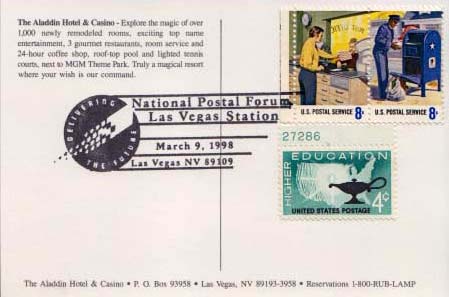 The Aladdin Hotel & Casino - Explore the magic of over
1,000 newly remodeled rooms, exciting top name
entertainment, 3 gourmet restaurants, room service and
24-hour coffee shop, roof-top pool and lighted tennis
courts, next to MGM Theme Park. Truly a magical resort
where your wish is our command.
U.S. POSTAL SERVICE 8¢
U.S. POSTAL SERVICE 8¢
DELIVERING
THE FUTURE
National Postal Forum
Las Vegas Station
March 9, 1998
Las Vegas NV 89109
27286
HIGHER EDUCATION
4¢
UNITED STATES POSTAGE
The Aladdin Hotel & Casino • P. O. Box 93958 • Las Vegas, NV 89193-3958 • Reservations 1-800-RUB-LAMP